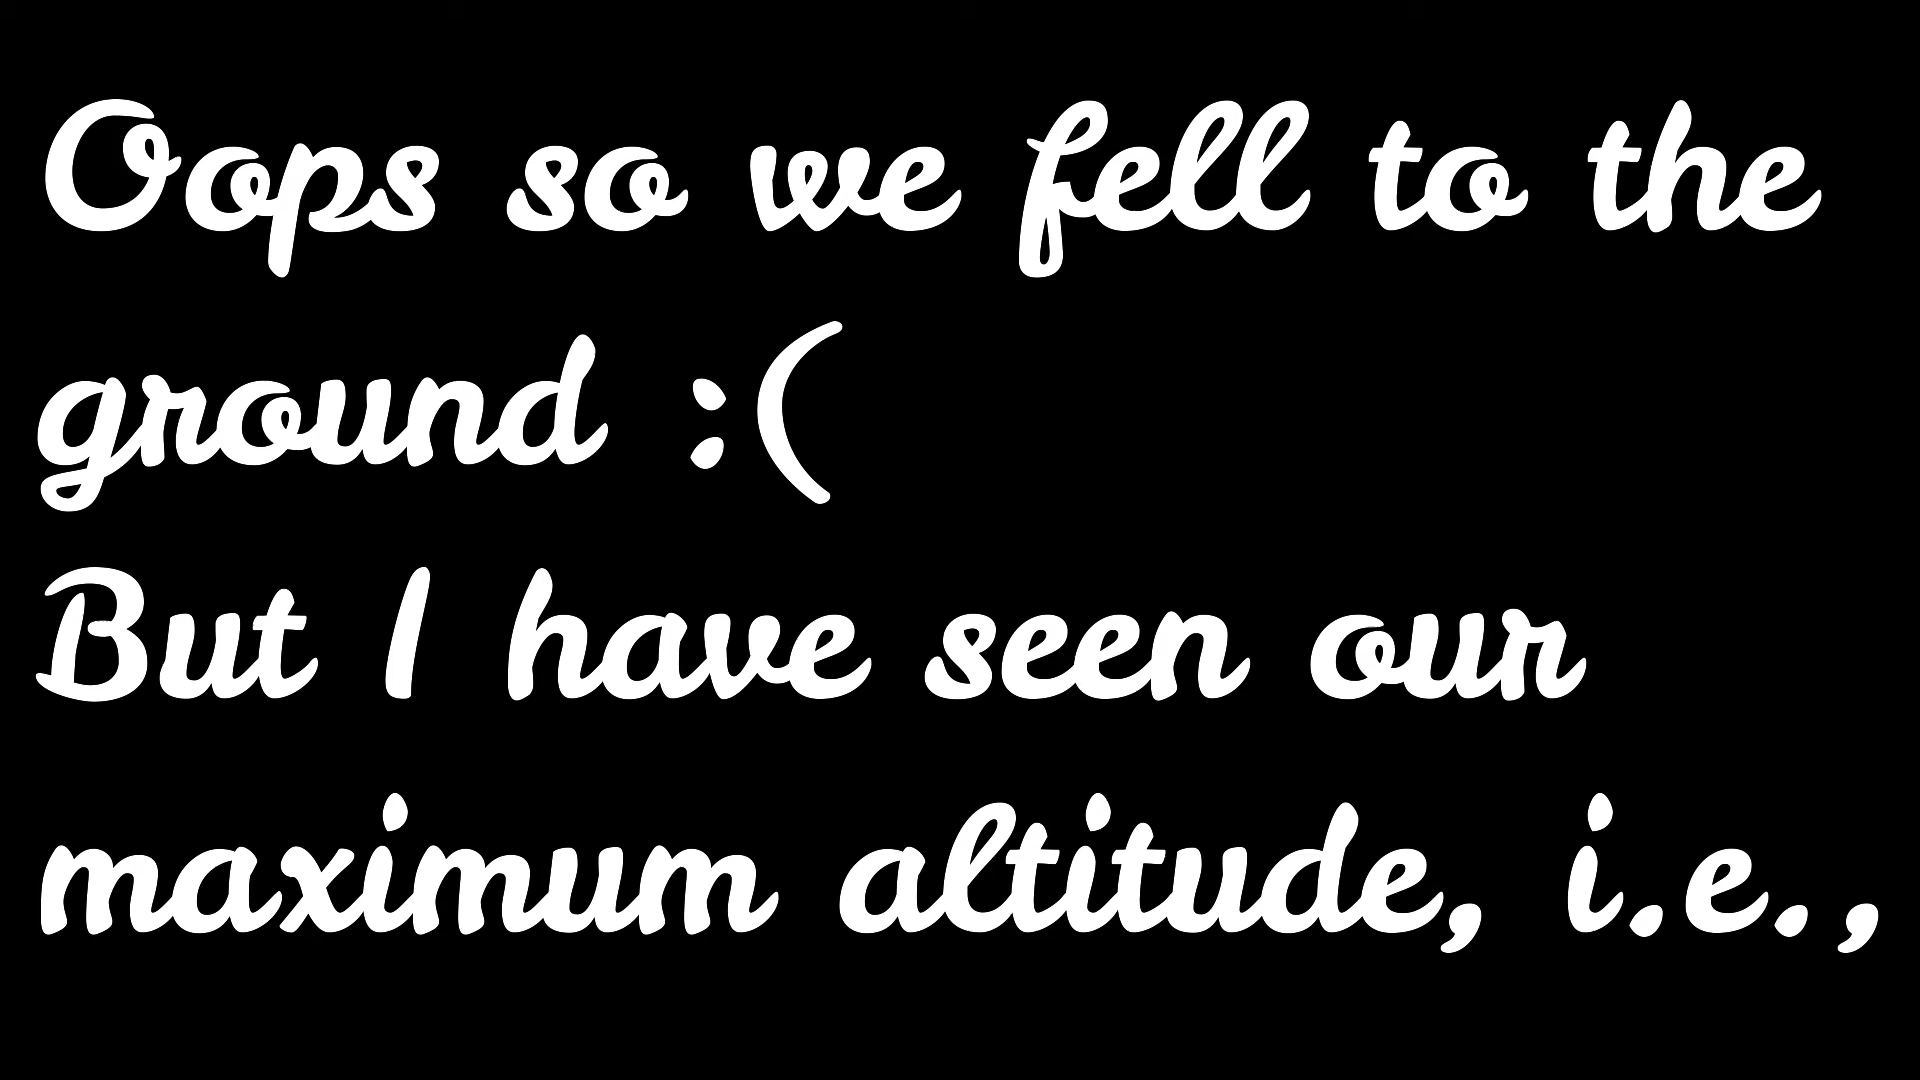 Oops so we fell to the
ground :(
But I have seen our
maximum altitude, i.e.,